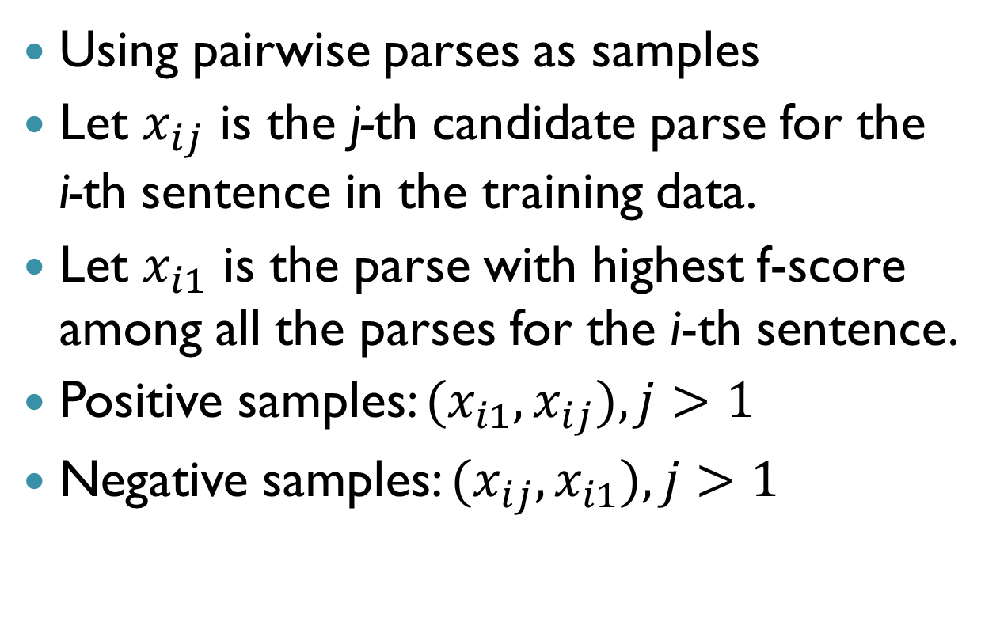 • Using pairwise parses as samples
• Let $x_{ij}$ is the j-th candidate parse for the
i-th sentence in the training data.
• Let $x_{i1}$ is the parse with highest f-score
among all the parses for the i-th sentence.
• Positive samples: $(x_{i1}, x_{ij}), j > 1$
• Negative samples: $(x_{ij}, x_{i1}), j > 1$